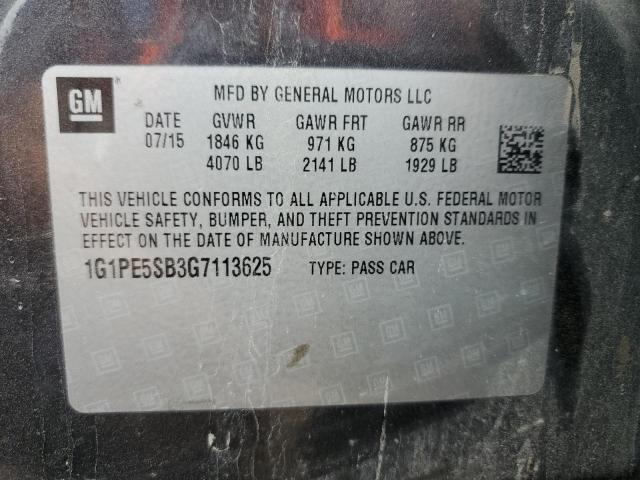 GM
MFD BY GENERAL MOTORS LLC
DATE GVWR GAWR FRT GAWR RR
07/15 1846 KG 971 KG 875 KG
4070 LB 2141 LB 1929 LB
THIS VEHICLE CONFORMS TO ALL APPLICABLE U.S. FEDERAL MOTOR
VEHICLE SAFETY, BUMPER, AND THEFT PREVENTION STANDARDS IN
EFFECT ON THE DATE OF MANUFACTURE SHOWN ABOVE.
1G1PE5SB3G7113625 TYPE: PASS CAR